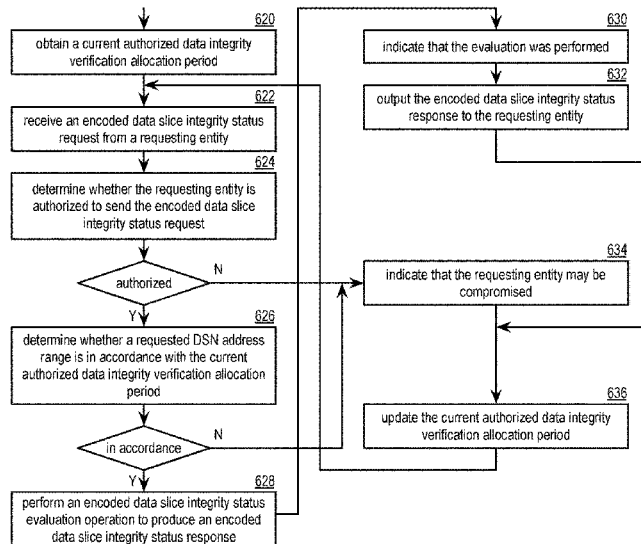 620
obtain a current authorized data integrity
verification allocation period
622
receive an encoded data slice integrity status
request from a requesting entity
624
determine whether the requesting entity is
authorized to send the encoded data slice
integrity status request
authorized
N
Y
626
determine whether a requested DSN address
range is in accordance with the current
authorized data integrity verification allocation
period
in accordance
N
Y
628
perform an encoded data slice integrity status
evaluation operation to produce an encoded
data slice integrity status response
630
indicate that the evaluation was performed
632
output the encoded data slice integrity status
response to the requesting entity
634
indicate that the requesting entity may be
compromised
636
update the current authorized data integrity
verification allocation period